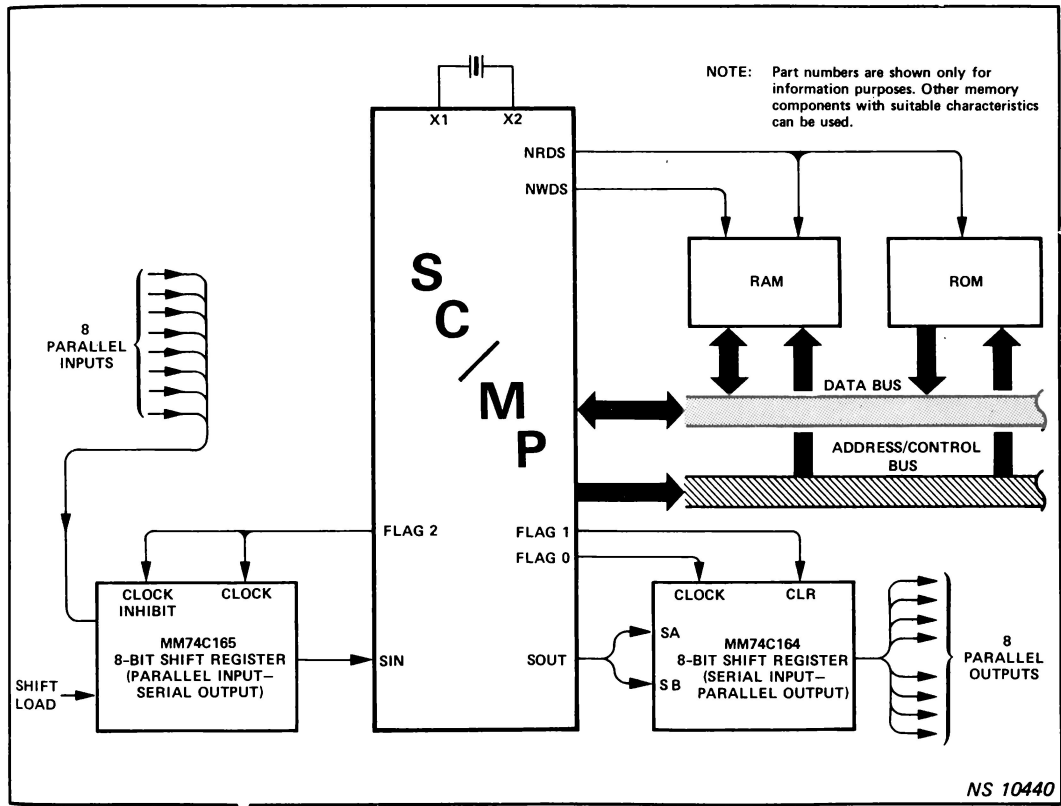 NOTE: Part numbers are shown only for
information purposes. Other memory
components with suitable characteristics
can be used.
X1 X2
NRDS
NWDS
RAM
ROM
SC/MP
8
PARALLEL
INPUTS
DATA BUS
ADDRESS/CONTROL
BUS
FLAG 2
FLAG 1
FLAG 0
CLOCK
INHIBIT
CLOCK
MM74C165
8-BIT SHIFT REGISTER
(PARALLEL INPUT–
SERIAL OUTPUT)
SHIFT
LOAD
SIN
SOUT
CLOCK CLR
SA
SB
MM74C164
8-BIT SHIFT REGISTER
(SERIAL INPUT–
PARALLEL OUTPUT)
8
PARALLEL
OUTPUTS
NS 10440